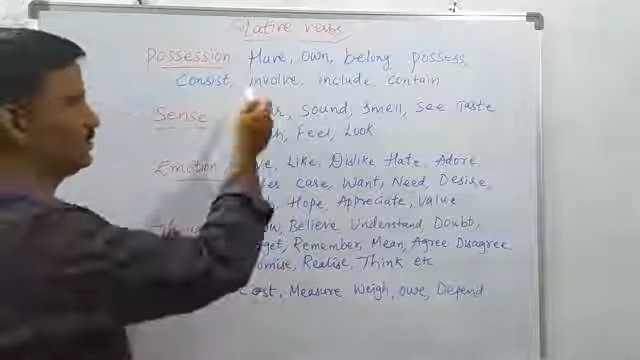 Lative verbs
Possession Have, own, belong possess,
Consist, involve, include contain
Sense Sound, smell, see Taste
Feel, Look
Emotion Like, Dislike Hate, Adore
case, Want, Need, Desire,
Hope, Appreciate, value
Believe Understand, Doubt,
Remember, Mean, Agree Disagree
Realise, Think etc
Cost, Measure Weigh, owe, Depend